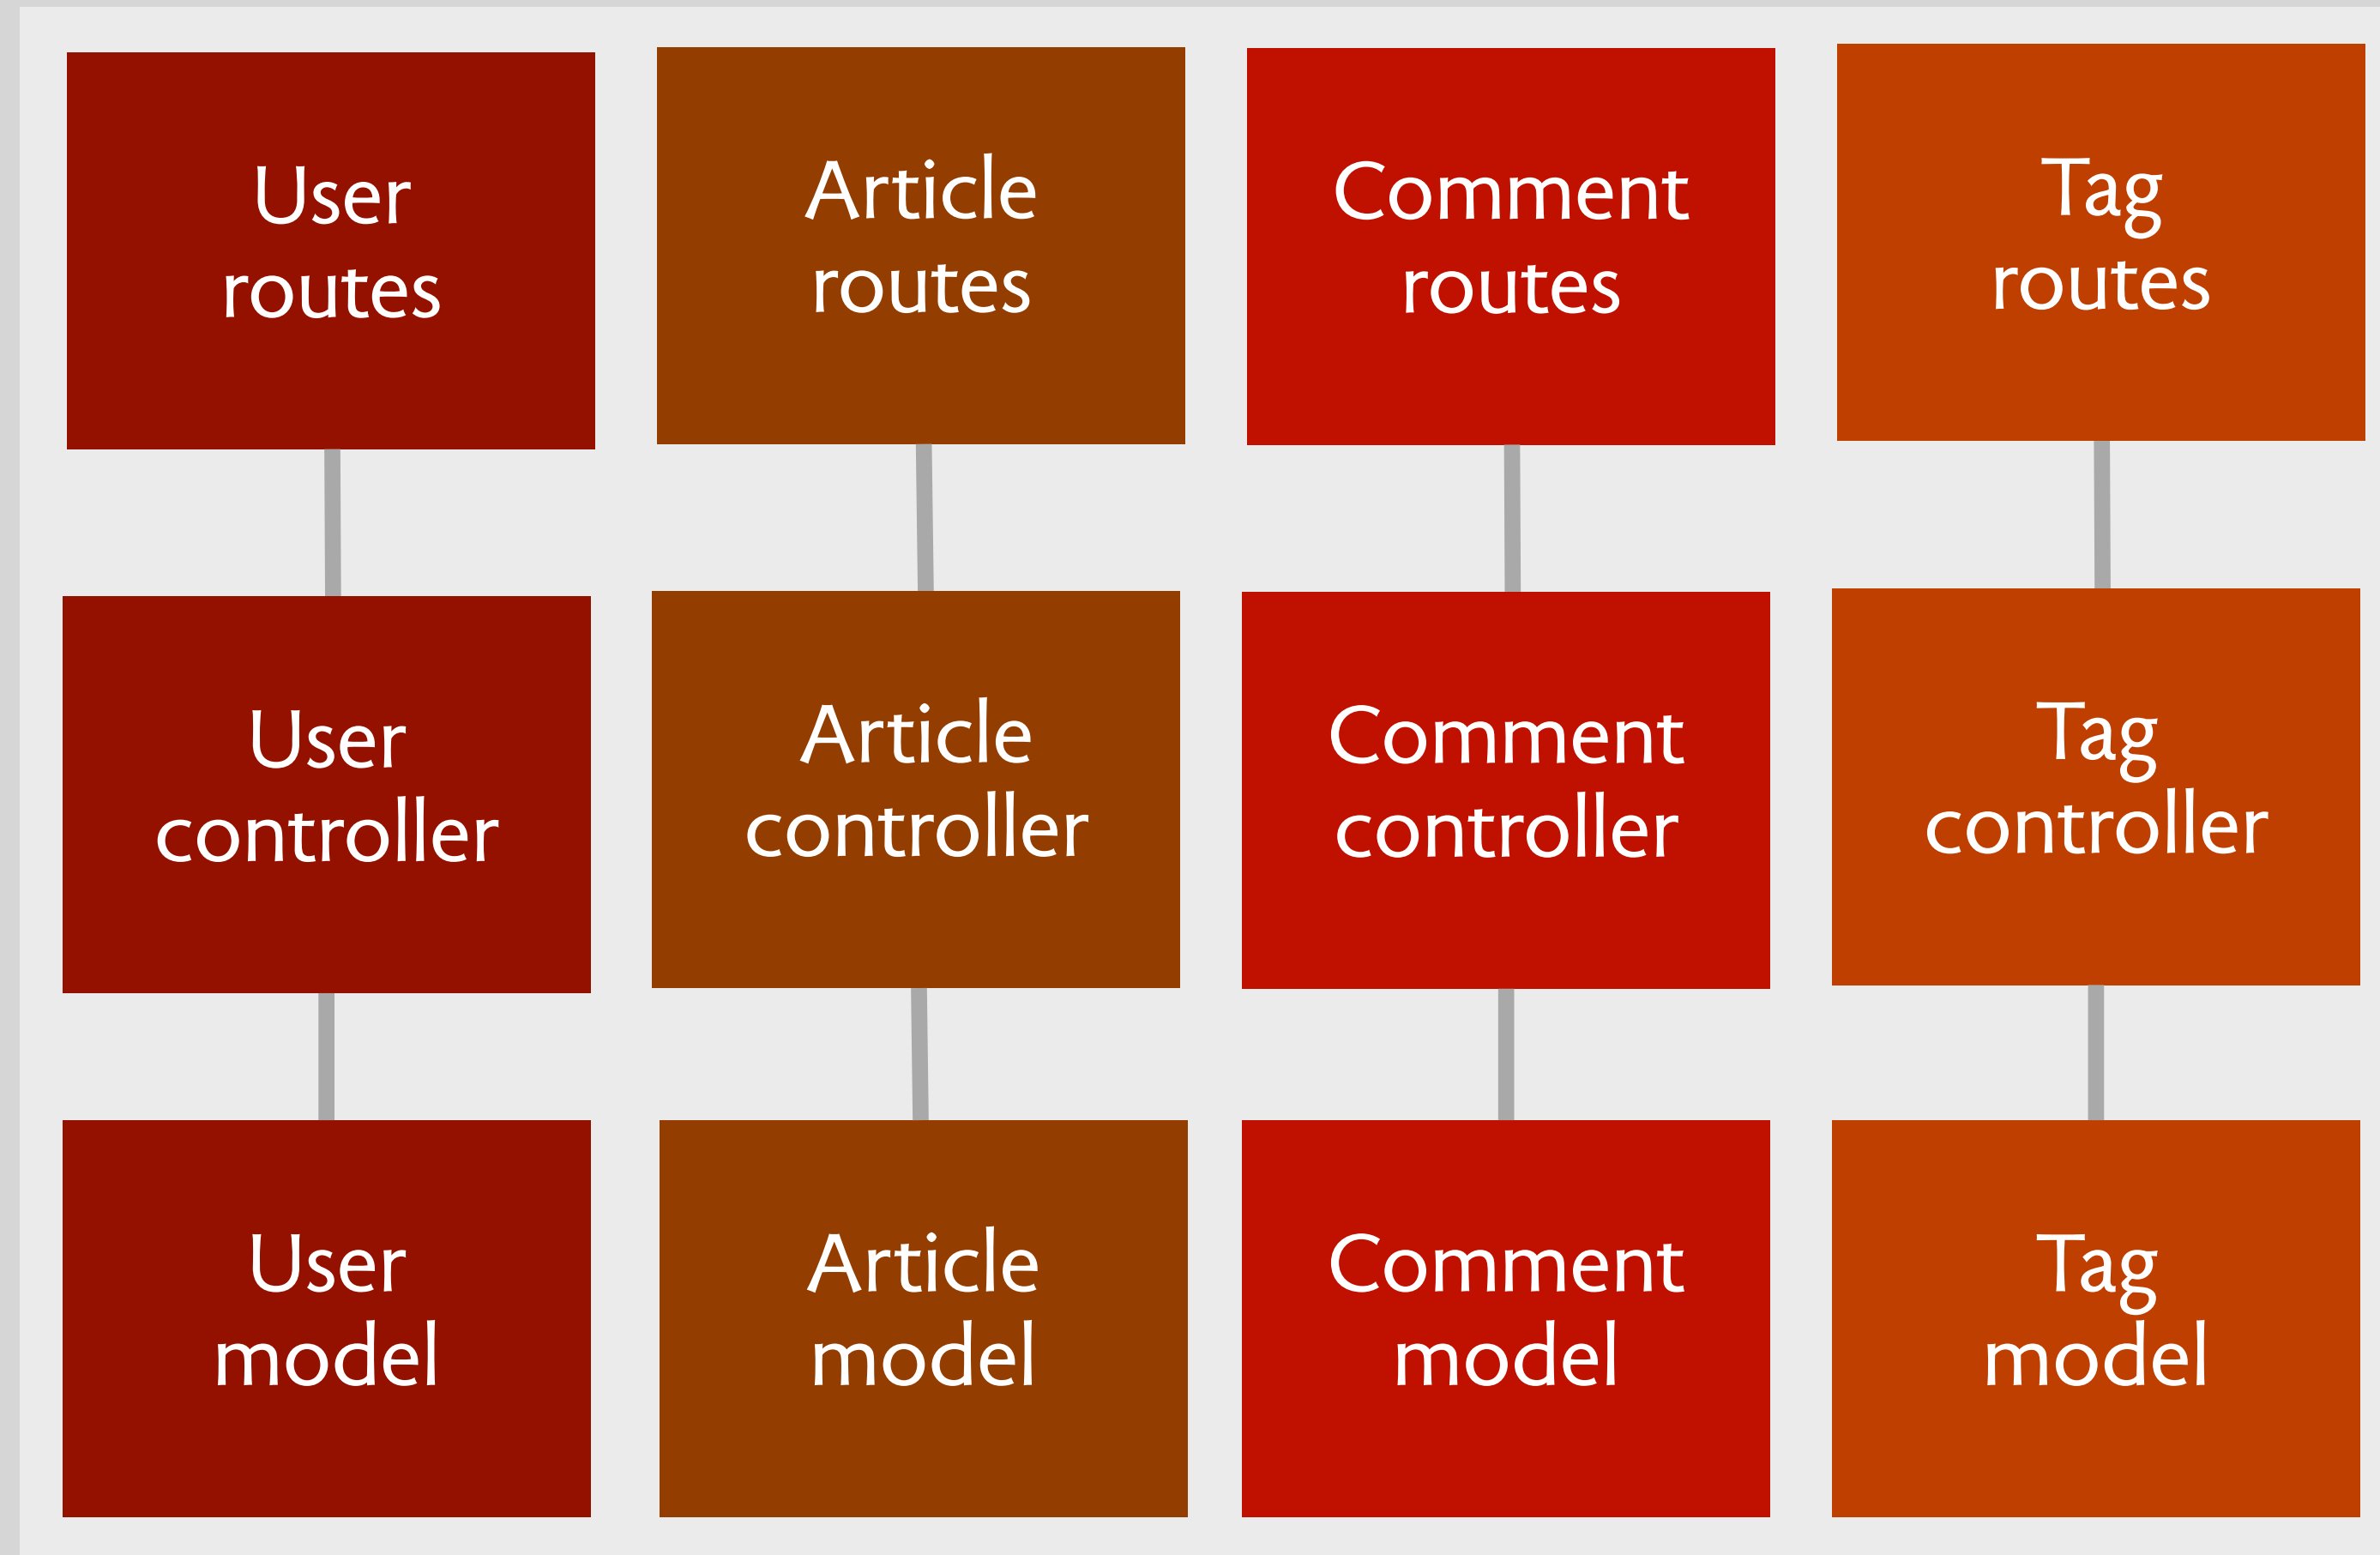 User
routes
Article
routes
Comment
routes
Tag
routes
User
controller
Article
controller
Comment
controller
Tag
controller
User
model
Article
model
Comment
model
Tag
model